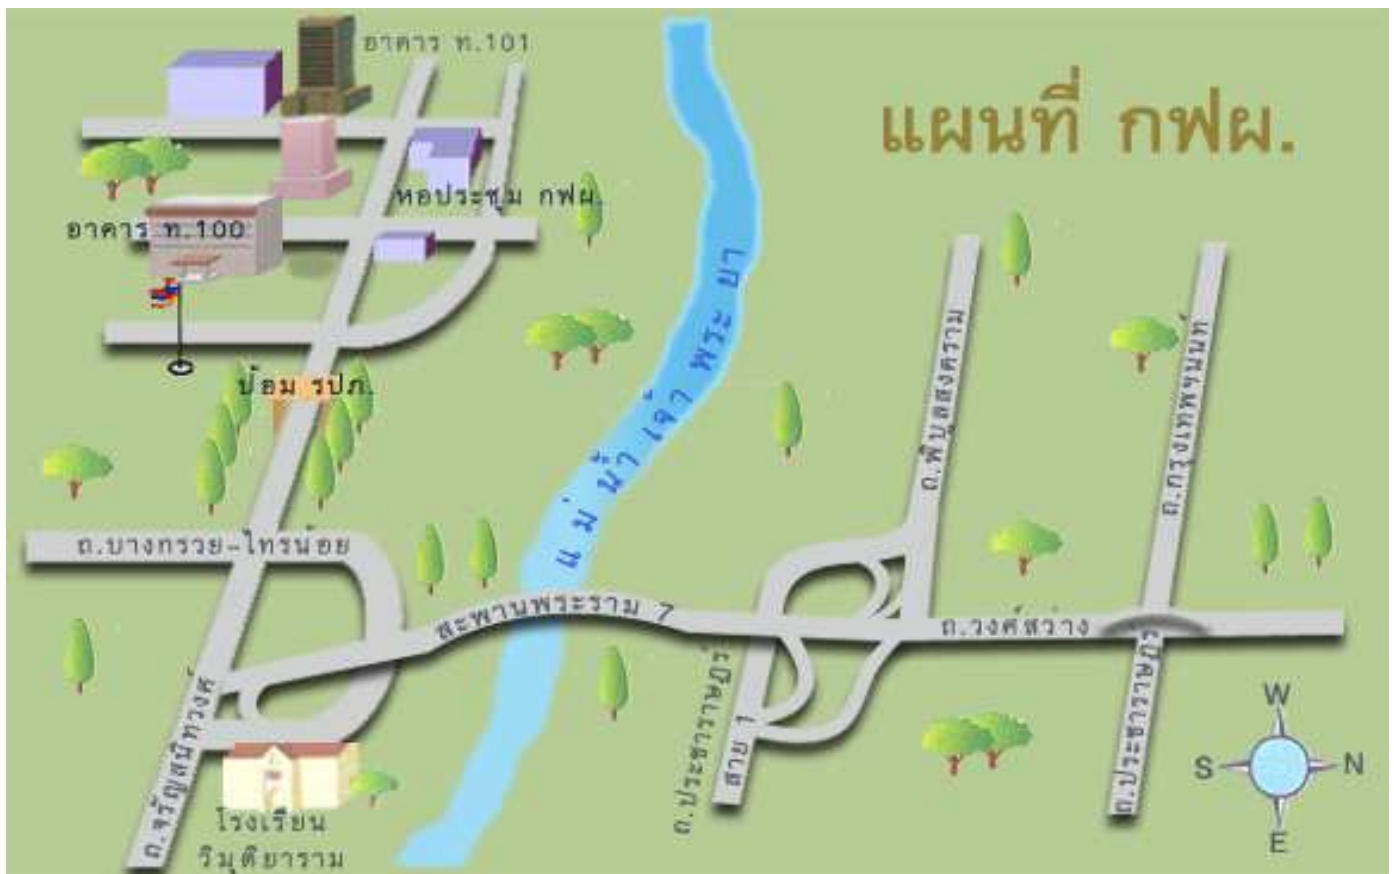 อาคาร ท.101
แผนที่ กฟผ.
หอประชุม กฟผ.
อาคาร ท.100
ป้อม รปภ.
แม่น้ำเจ้าพระยา
ถ.พิบูลสงคราม
ถ.กรุงเทพฯนนท์
ถ.บางกรวย-ไทรน้อย
สะพานพระราม 7
ถ.วงศ์สว่าง
ถ.จรัญสนิทวงศ์
ถ.ประชาราษฎร์
สาย 1
ถ.ประชาราษฎร์
โรงเรียน
วิมุติยาราม
W
S
N
E